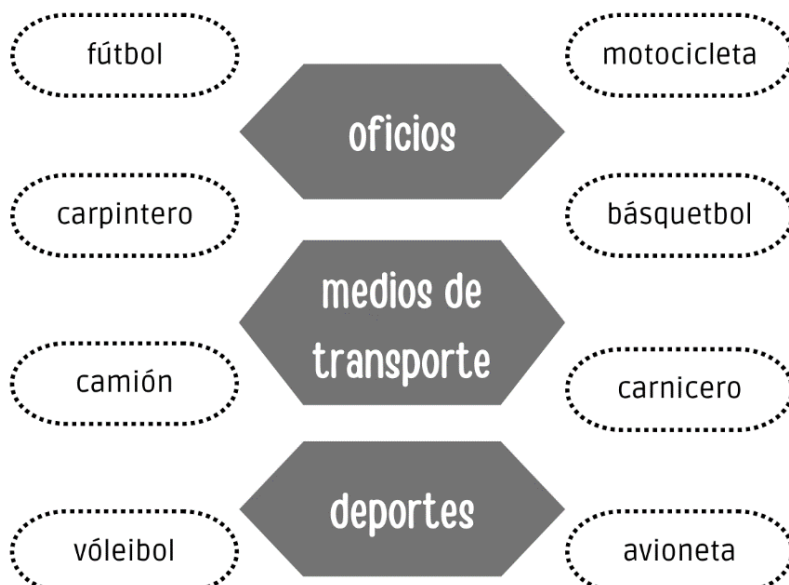 fútbol
motocicleta
oficios
carpintero
básquetbol
medios de
transporte
camión
carnicero
deportes
vóleibol
avioneta